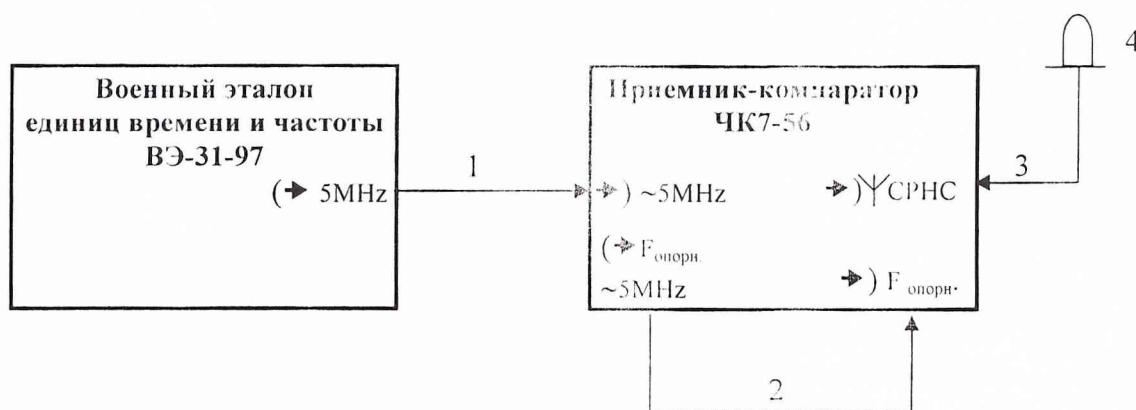 4
Военный эталон
единиц времени и частоты
ВЭ-31-97
(➔ 5MHz
1
Приемник-компаратор
ЧК7-56
➔) ~5MHz
➔) СРНС
3
(➔ Fопорн.
~5MHz
➔) F опорн.
2